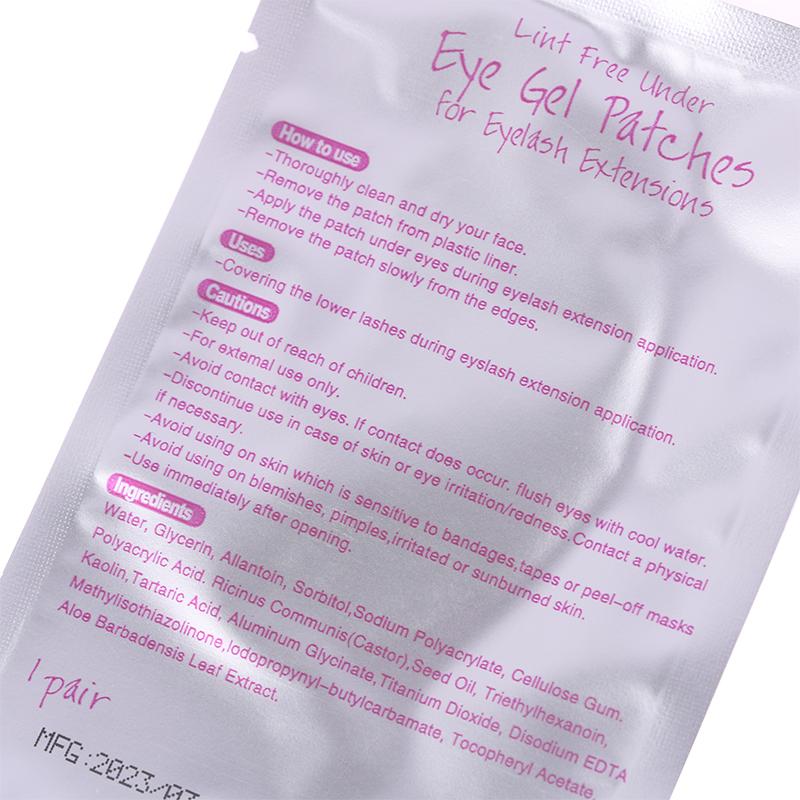 Lint Free Under
Eye Gel Patches
for Eyelash Extensions
How to use
-Thoroughly clean and dry your face.
-Remove the patch from plastic liner.
-Apply the patch under eyes during eyelash extension application.
-Remove the patch slowly from the edges.
Uses
-Covering the lower lashes during eyslash extension application.
Cautions
-Keep out of reach of children.
-For extemal use only.
-Avoid contact with eyes. If contact does occur. flush eyes with cool water.
-Discontinue use in case of skin or eye irritation/redness.Contact a physical
if necessary.
-Avoid using on skin which is sensitive to bandages,tapes or peel-off masks
-Avoid using on blemishes, pimples,irritated or sunburned skin.
-Use immediately after opening.
Ingredients
Water, Glycerin, Allantoin, Sorbitol,Sodium Polyacrylate, Cellulose Gum.
Polyacrylic Acid. Ricinus Communis(Castor),Seed Oil, Triethylhexanoin,
Kaolin,Tartaric Acid, Aluminum Glycinate,Titanium Dioxide, Disodium EDTA
Methylisothiazolinone,Iodopropynyl-butylcarbamate, Tocopheryl Acetate,
Aloe Barbadensis Leaf Extract.
1 pair
MFG:2023/07